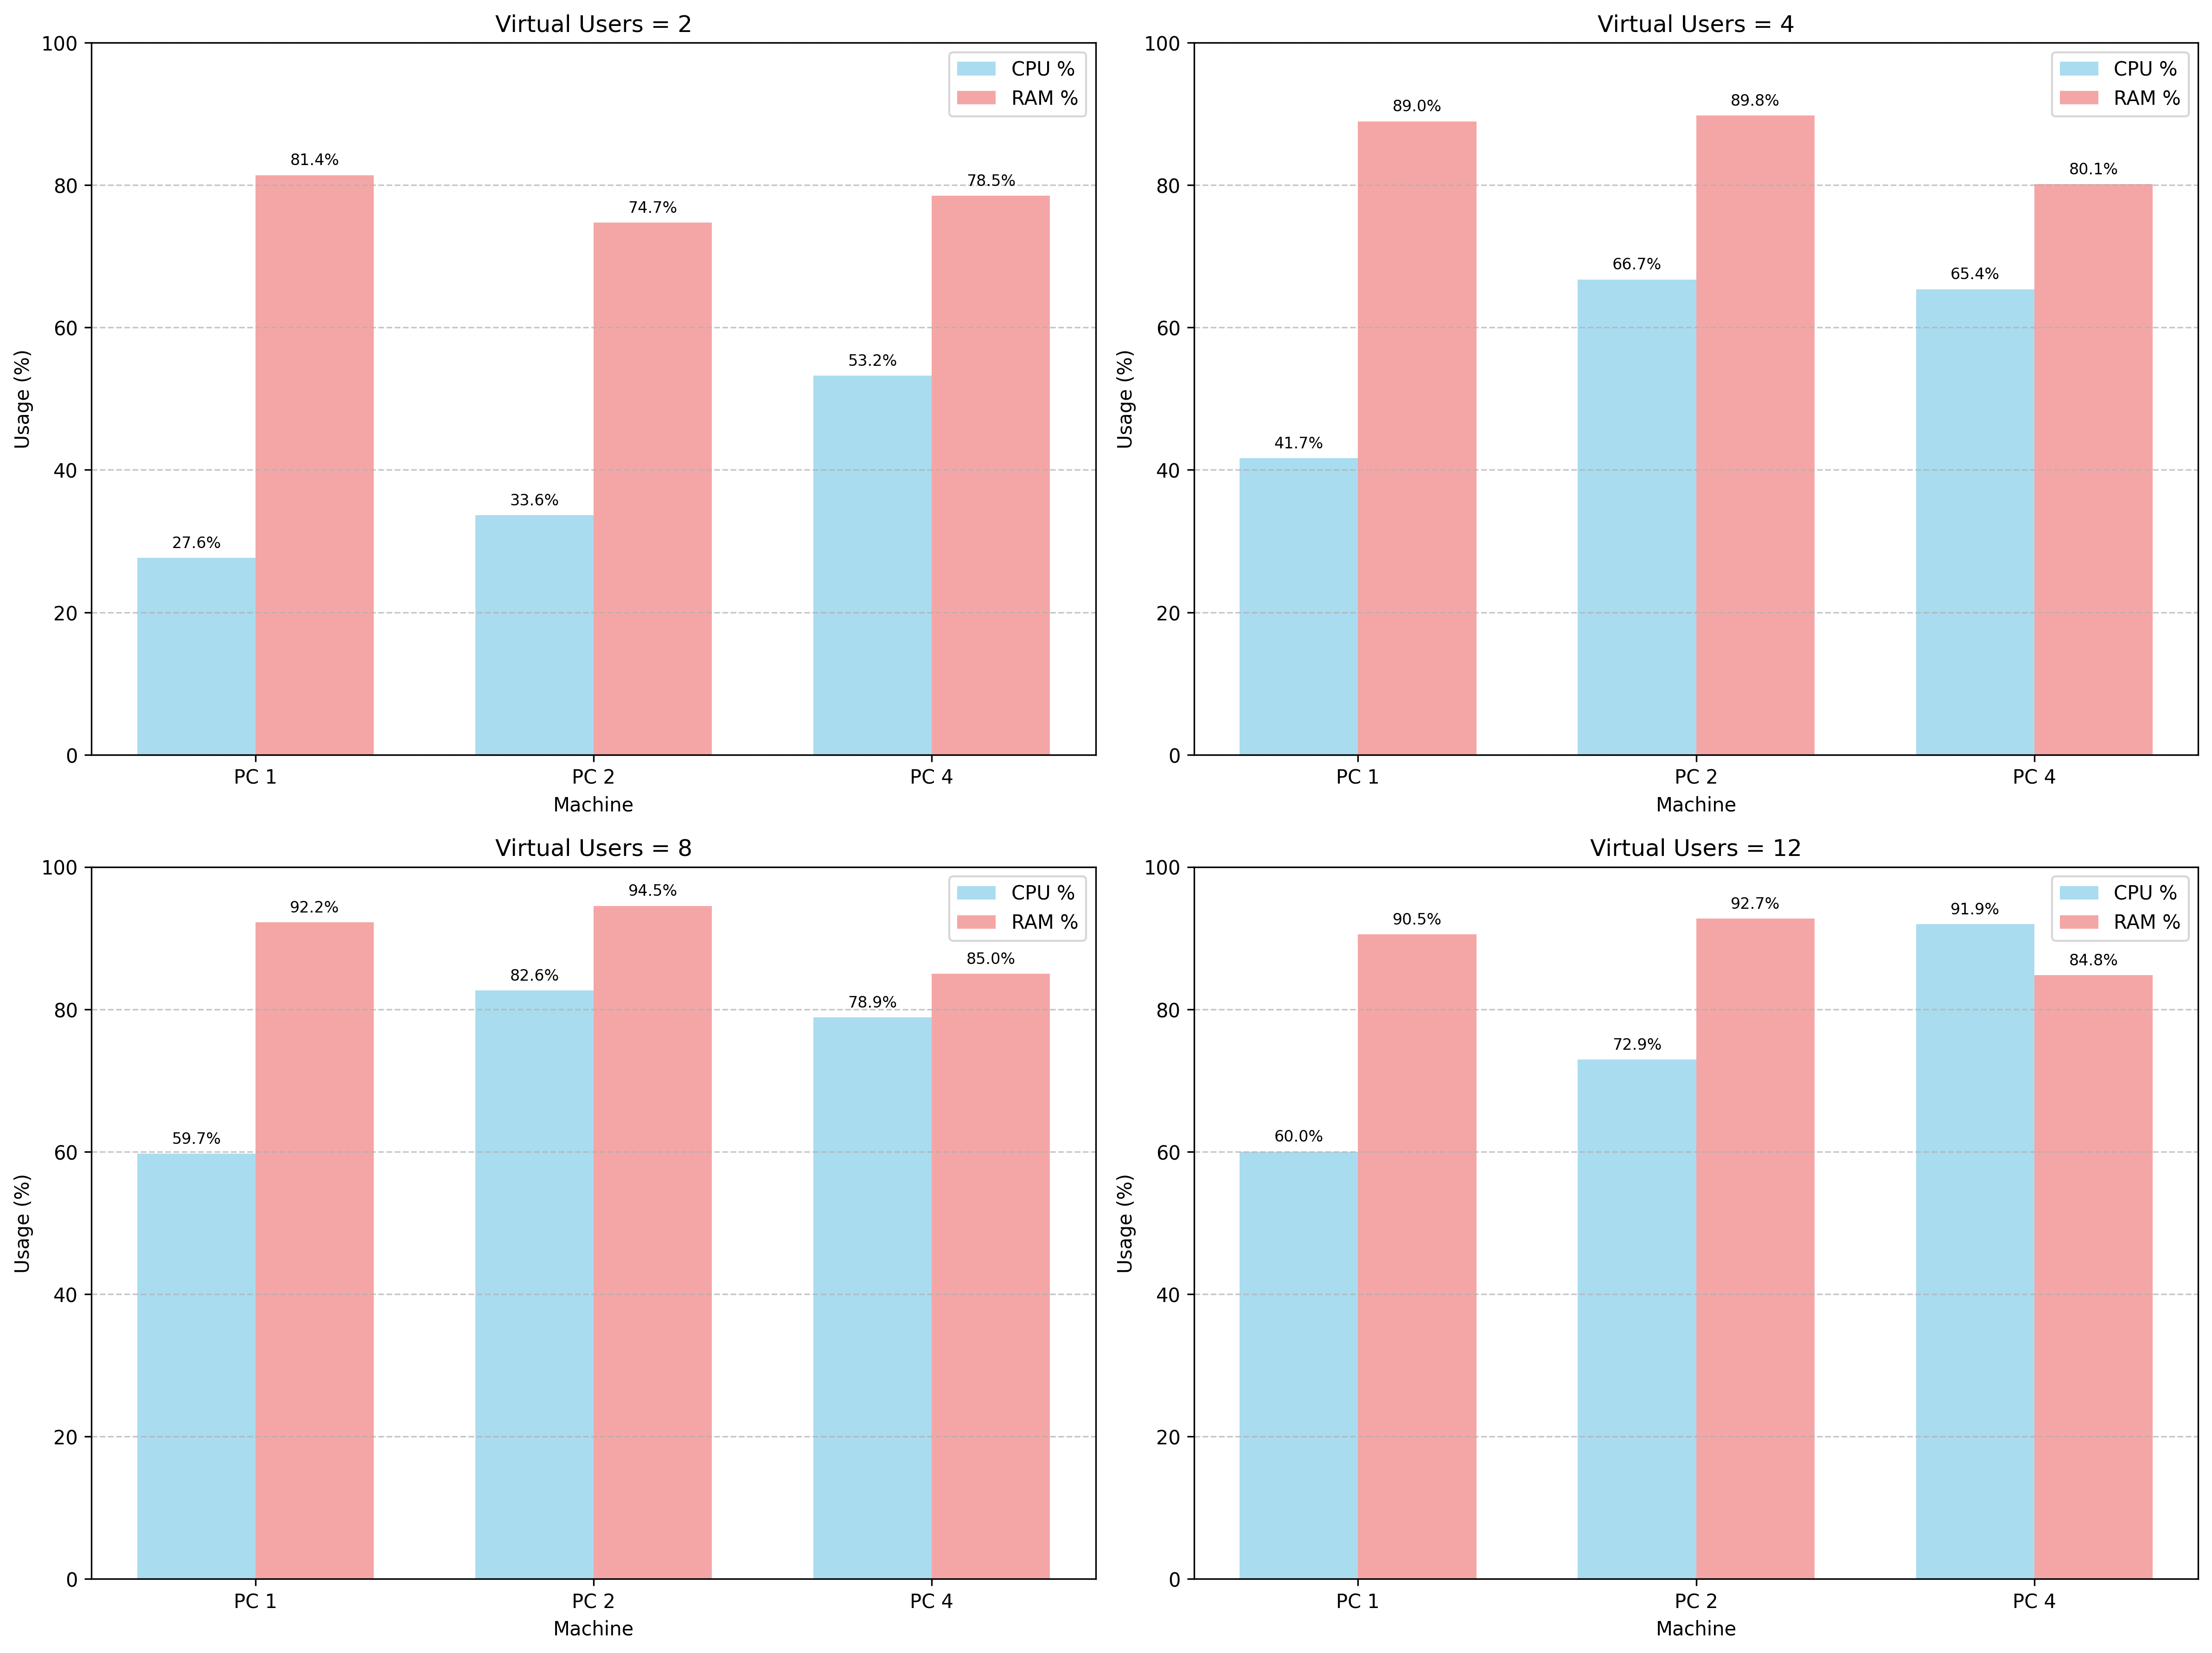 Virtual Users = 2
100
80
60
40
20
0
Usage (%)
CPU %
RAM %
27.6%
81.4%
33.6%
74.7%
53.2%
78.5%
PC 1
PC 2
PC 4
Machine
Virtual Users = 4
100
80
60
40
20
0
Usage (%)
CPU %
RAM %
41.7%
89.0%
66.7%
89.8%
65.4%
80.1%
PC 1
PC 2
PC 4
Machine
Virtual Users = 8
100
80
60
40
20
0
Usage (%)
CPU %
RAM %
59.7%
92.2%
82.6%
94.5%
78.9%
85.0%
PC 1
PC 2
PC 4
Machine
Virtual Users = 12
100
80
60
40
20
0
Usage (%)
CPU %
RAM %
60.0%
90.5%
72.9%
92.7%
91.9%
84.8%
PC 1
PC 2
PC 4
Machine